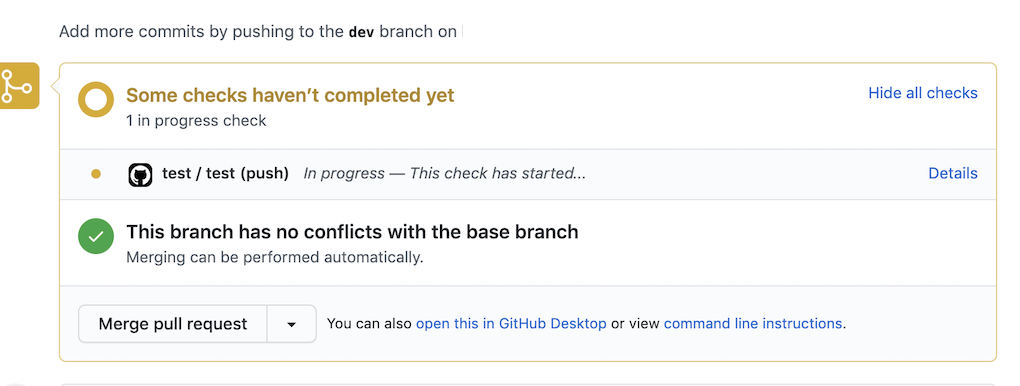 Add more commits by pushing to the dev branch on
Some checks haven’t completed yet
Hide all checks
1 in progress check
test / test (push) In progress — This check has started...
Details
This branch has no conflicts with the base branch
Merging can be performed automatically.
Merge pull request
You can also open this in GitHub Desktop or view command line instructions.